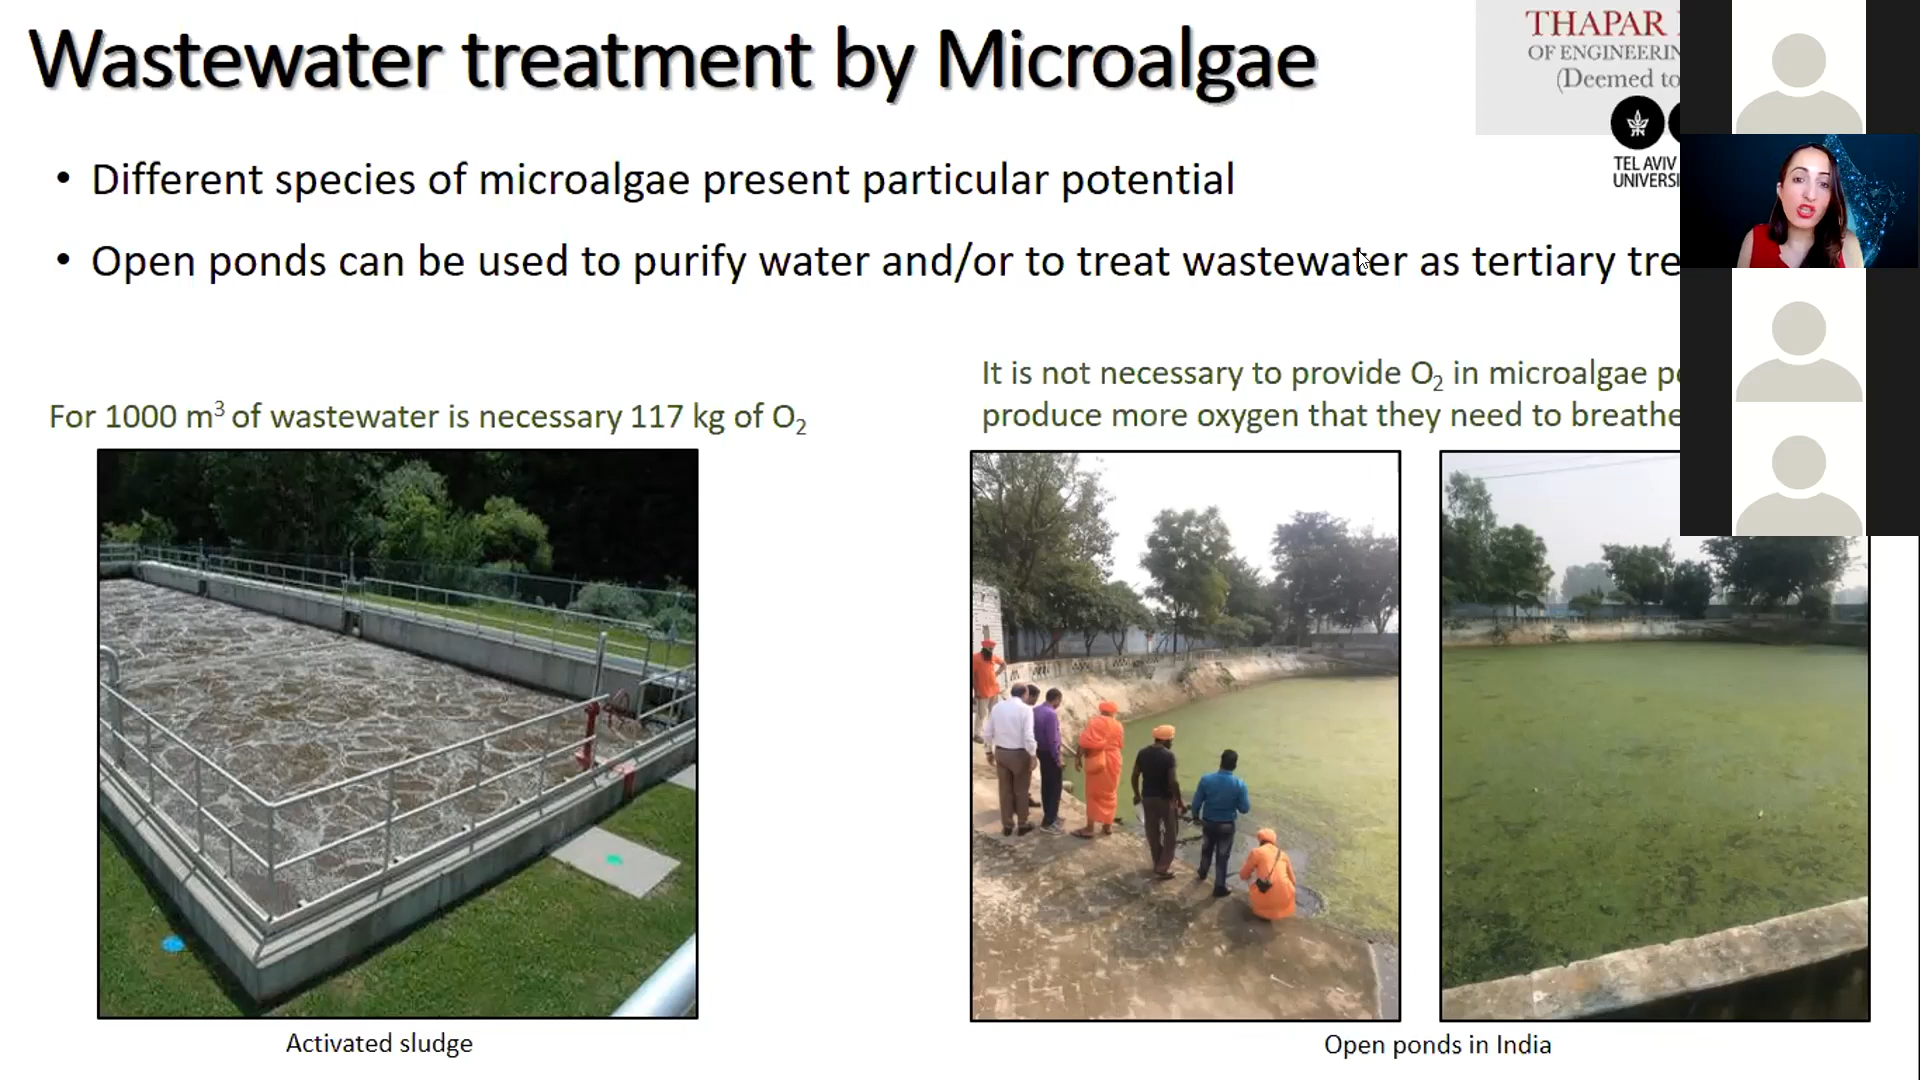 Wastewater treatment by Microalgae
THAPAR
OF ENGINEERIN
(Deemed to
TEL AVIV
UNIVERSI
• Different species of microalgae present particular potential
• Open ponds can be used to purify water and/or to treat wastewater as tertiary tre
For 1000 m³ of wastewater is necessary 117 kg of O₂
It is not necessary to provide O₂ in microalgae p
produce more oxygen that they need to breathe
Activated sludge
Open ponds in India